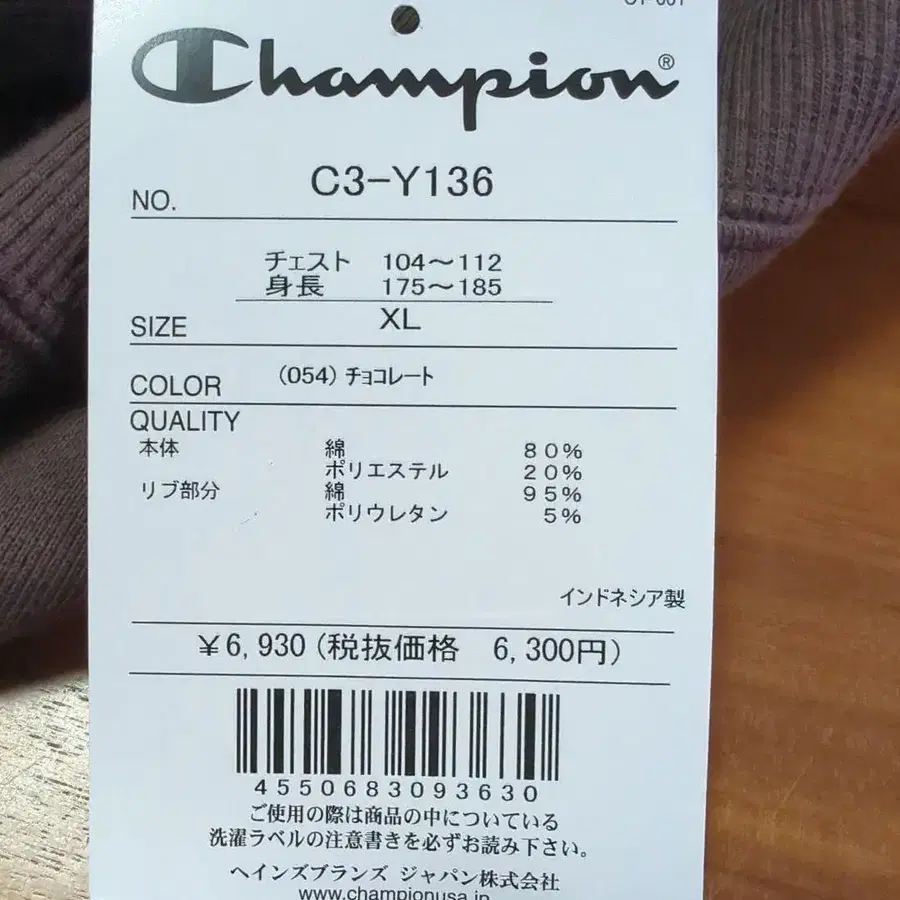 Champion®
NO. C3-Y136
チェスト 104～112
身長 175～185
SIZE XL
COLOR (054) チョコレート
QUALITY
本体 綿 80%
ポリエステル 20%
リブ部分 綿 95%
ポリウレタン 5%
インドネシア製
¥6,930 (税抜価格 6,300円)
4550683093630
ご使用の際は商品の中についている
洗濯ラベルの注意書きを必ずお読み下さい。
ヘインズブランズ ジャパン株式会社
www.championusa.jp